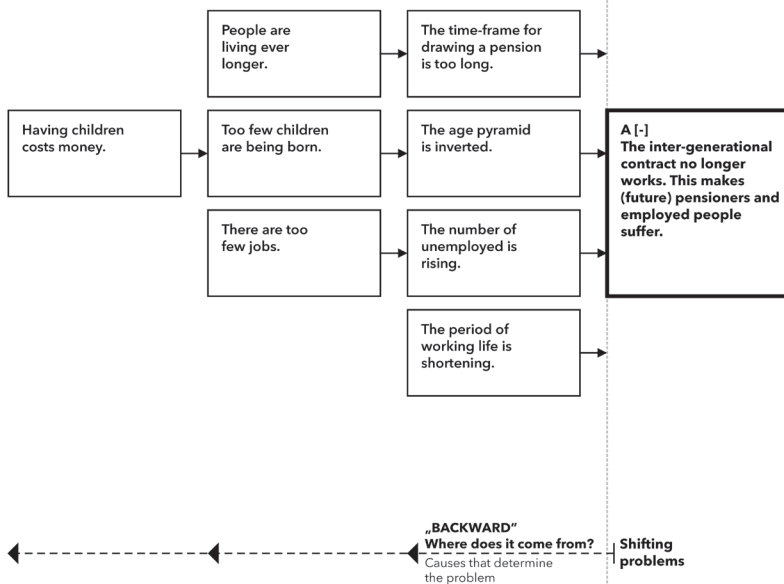 People are
living ever
longer.
The time-frame for
drawing a pension
is too long.
Having children
costs money.
Too few children
are being born.
The age pyramid
is inverted.
A [-]
The inter-generational
contract no longer
works. This makes
(future) pensioners and
employed people
suffer.
There are too
few jobs.
The number of
unemployed is
rising.
The period of
working life is
shortening.
„BACKWARD”
Where does it come from?
Causes that determine
the problem
Shifting
problems